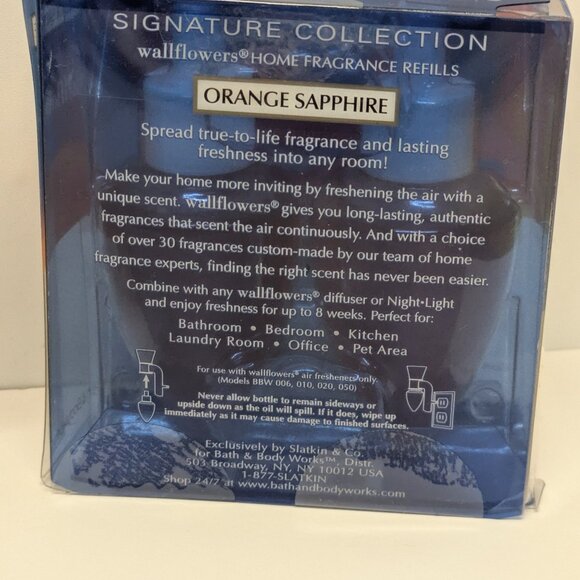 SIGNATURE COLLECTION
wallflowers® HOME FRAGRANCE REFILLS
ORANGE SAPPHIRE
Spread true-to-life fragrance and lasting
freshness into any room!
Make your home more inviting by freshening the air with a
unique scent. wallflowers® gives you long-lasting, authentic
fragrances that scent the air continuously. And with a choice
of over 30 fragrances custom-made by our team of home
fragrance experts, finding the right scent has never been easier.
Combine with any wallflowers® diffuser or Night•Light
and enjoy freshness for up to 8 weeks. Perfect for:
Bathroom • Bedroom • Kitchen
Laundry Room • Office • Pet Area
For use with wallflowers® air fresheners only.
(Models BBW 006, 010, 020, 050)
Never allow bottle to remain sideways or
upside down as the oil will spill. If it does, wipe up
immediately as it may cause damage to finished surfaces.
Exclusively by Slatkin & Co.
for Bath & Body Works™, Distr.
503 Broadway, NY, NY 10012 USA
1-877-SLATKIN
Shop 24/7 at www.bathandbodyworks.com